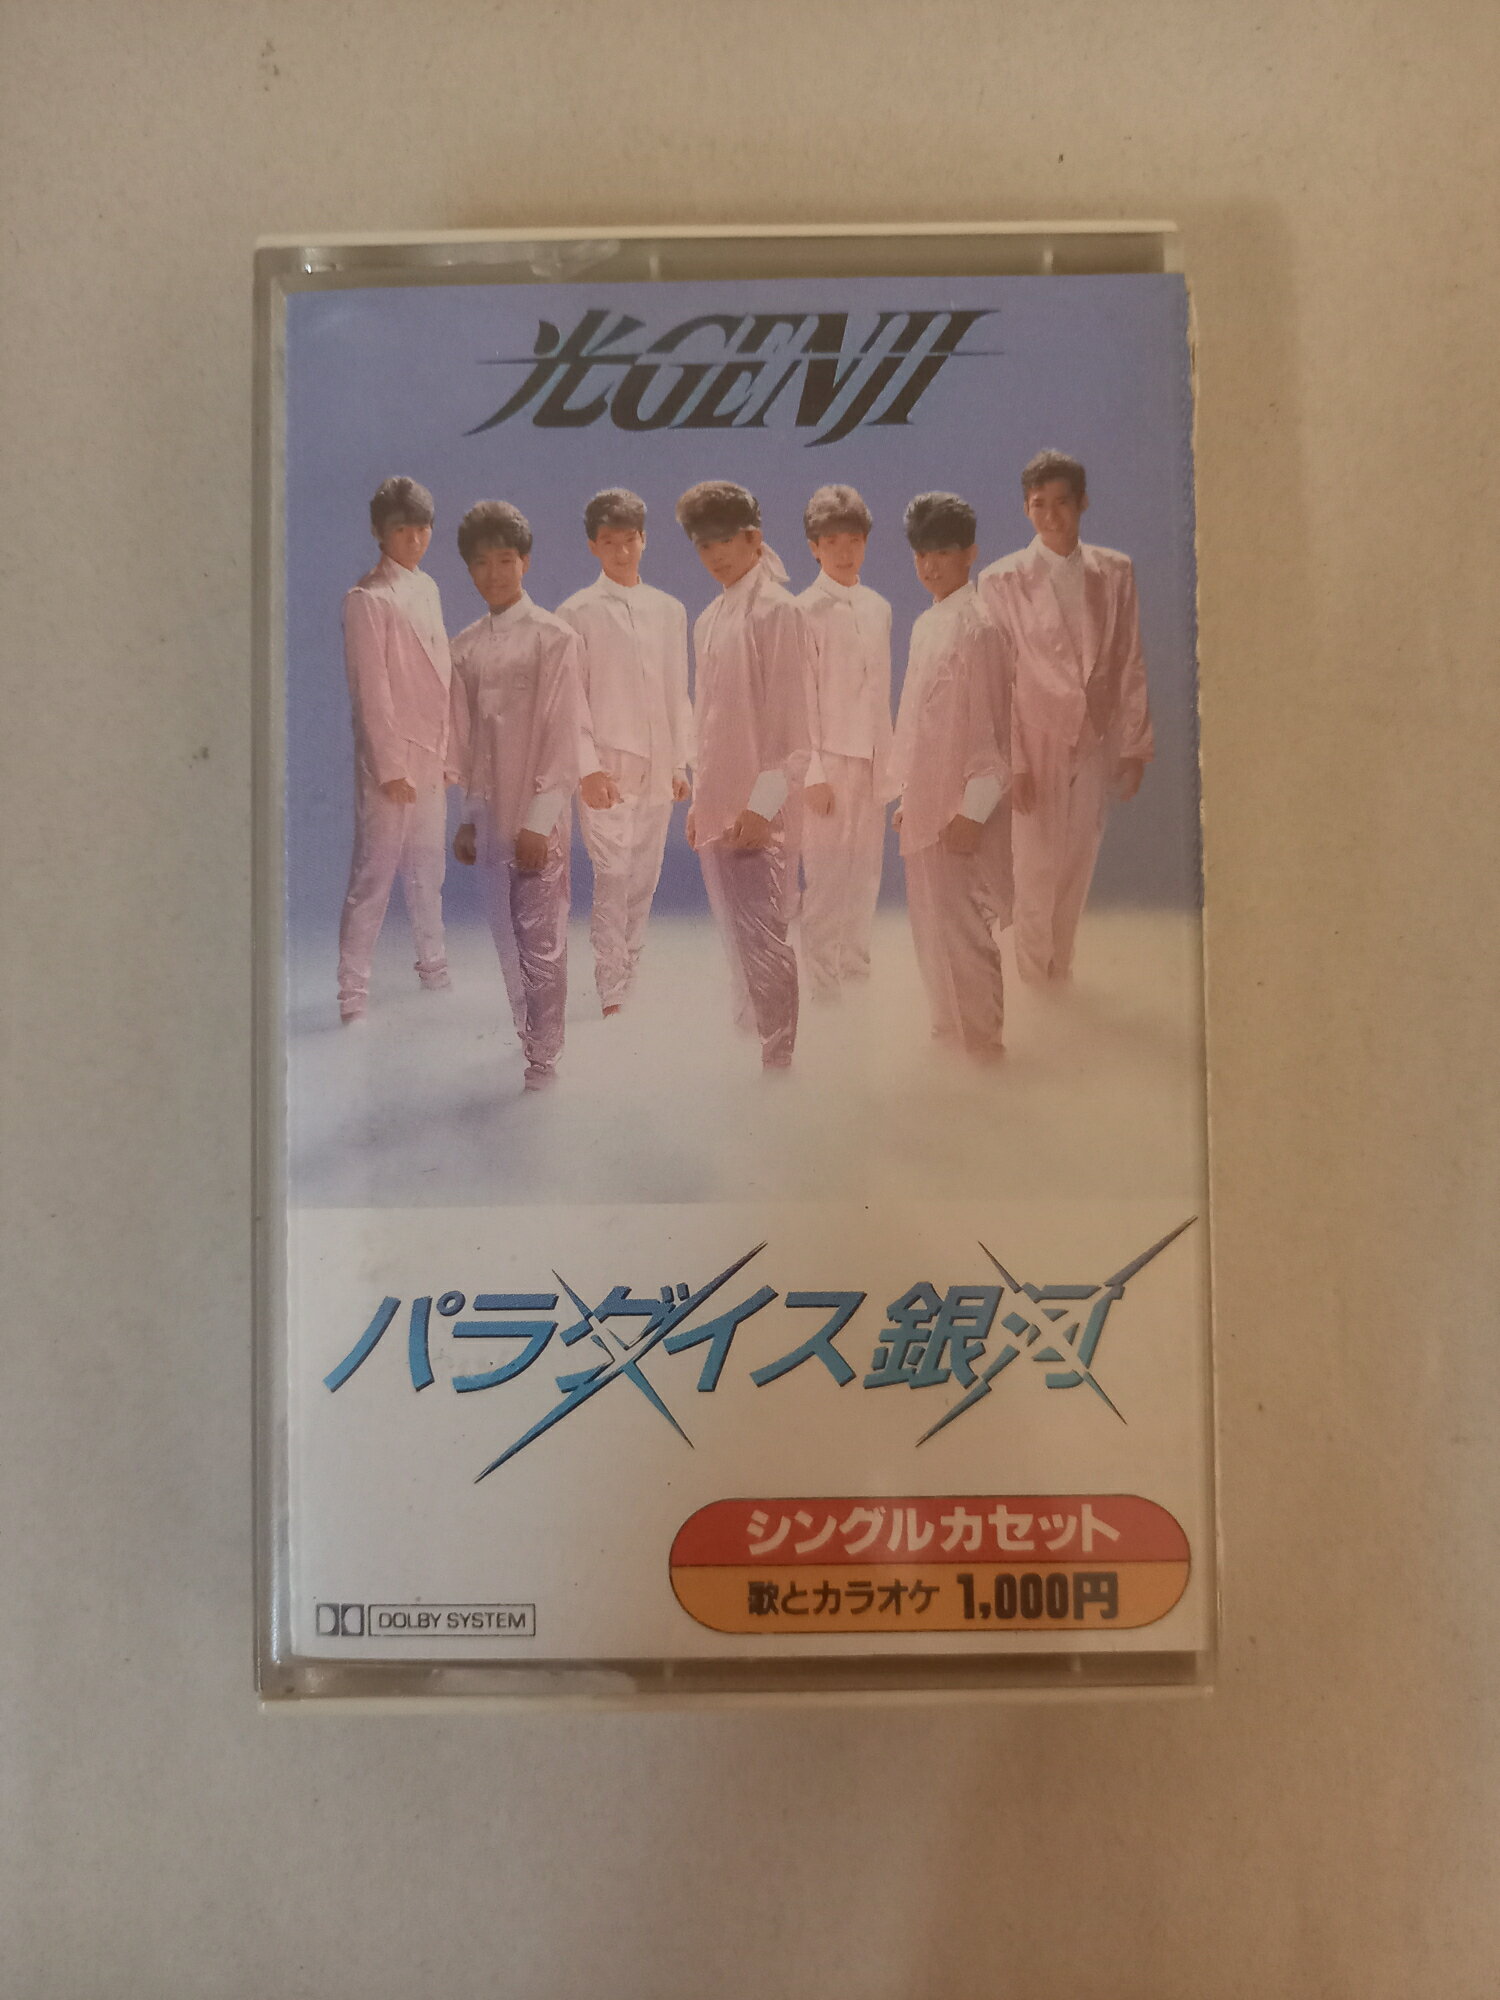 光GENJI
パラダイス銀河
シングルカセット
歌とカラオケ 1,000円
DOLBY SYSTEM